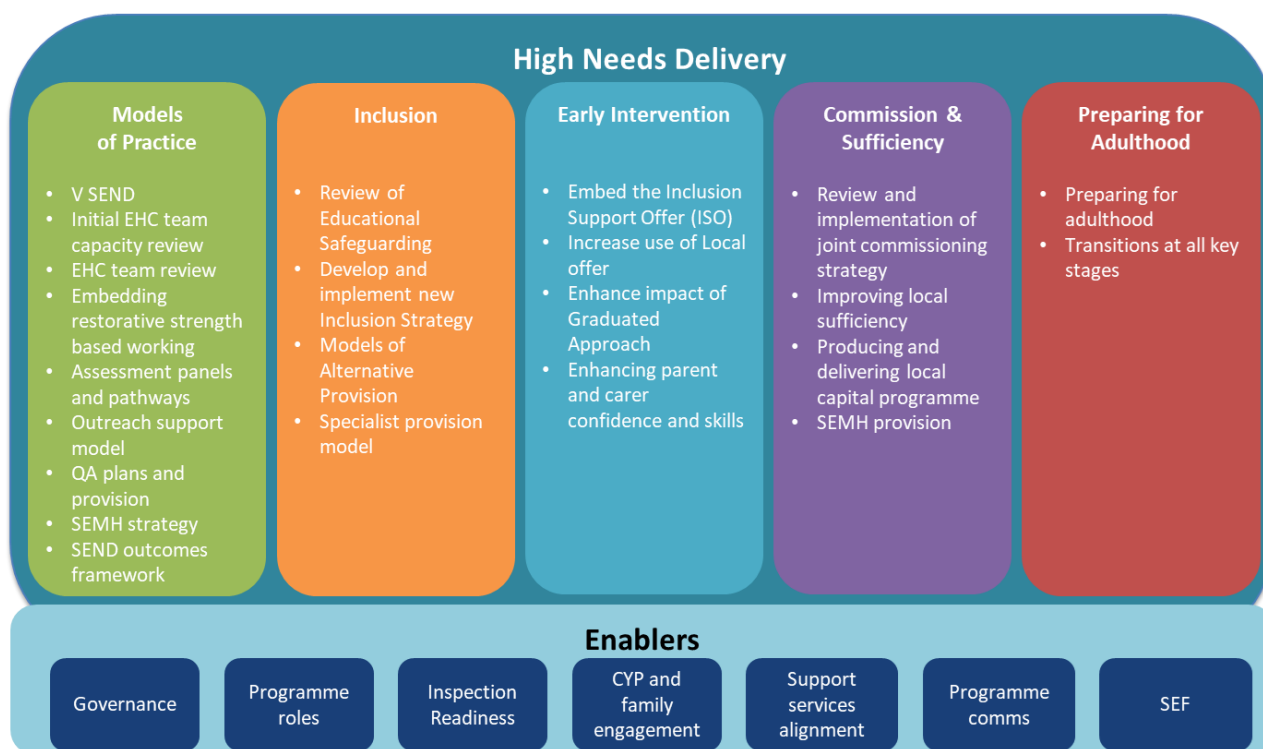 High Needs Delivery
Models
of Practice
• V SEND
• Initial EHC team
capacity review
• EHC team review
• Embedding
restorative strength
based working
• Assessment panels
and pathways
• Outreach support
model
• QA plans and
provision
• SEMH strategy
• SEND outcomes
framework
Inclusion
• Review of
Educational
Safeguarding
• Develop and
implement new
Inclusion Strategy
• Models of
Alternative
Provision
• Specialist provision
model
Early Intervention
• Embed the Inclusion
Support Offer (ISO)
• Increase use of Local
offer
• Enhance impact of
Graduated
Approach
• Enhancing parent
and carer
confidence and skills
Commission &
Sufficiency
• Review and
implementation of
joint commissioning
strategy
• Improving local
sufficiency
• Producing and
delivering local
capital programme
• SEMH provision
Preparing for
Adulthood
• Preparing for
adulthood
• Transitions at all key
stages
Enablers
Governance
Programme
roles
Inspection
Readiness
CYP and
family
engagement
Support
services
alignment
Programme
comms
SEF